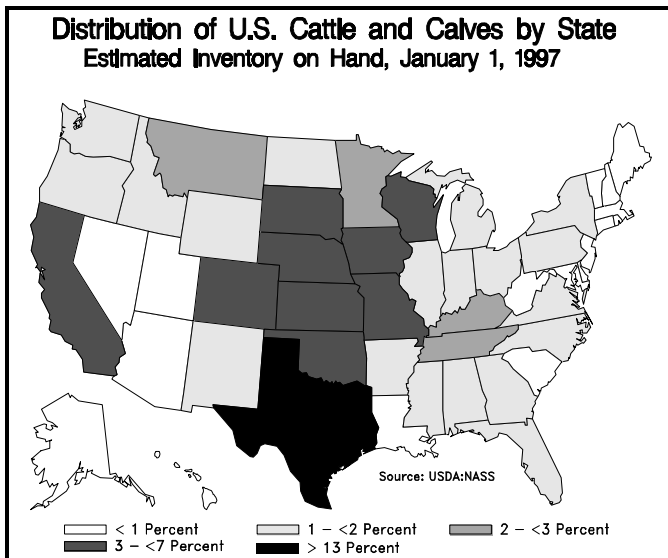 Distribution of U.S. Cattle and Calves by State
Estimated Inventory on Hand, January 1, 1997
Source: USDA:NASS
< 1 Percent
1 – <2 Percent
2 – <3 Percent
3 – <7 Percent
> 13 Percent